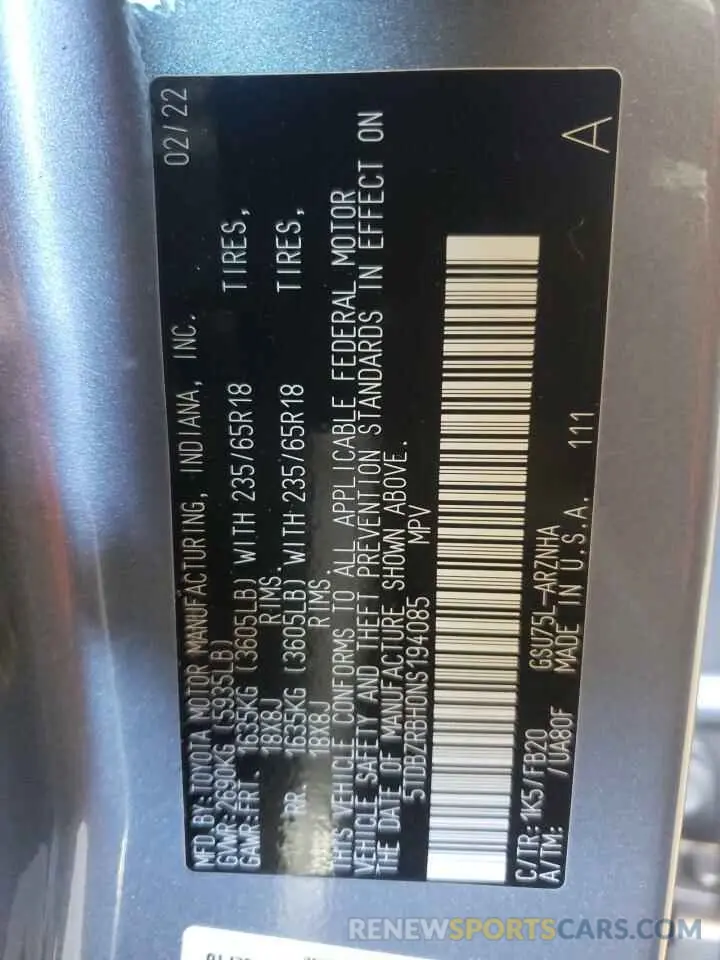 MFD.BY:TOYOTA MOTOR MANUFACTURING, INDIANA, INC. 02/22
GVWR:2690KG (5935LB)
GAWR:FRT. 1635KG (3605LB) WITH 235/65R18 TIRES,
18X8J RIMS.
RR. 1635KG (3605LB) WITH 235/65R18 TIRES,
18X8J RIMS.
THIS VEHICLE CONFORMS TO ALL APPLICABLE FEDERAL MOTOR
VEHICLE SAFETY AND THEFT PREVENTION STANDARDS IN EFFECT ON
THE DATE OF MANUFACTURE SHOWN ABOVE.
5TDBZRBH0NS194085 MPV
C/TR:1K5/FB20 GSU75L-ARZNHA
A/TM: /UA80F MADE IN U.S.A. 111 A
RENEWSPORTSCARS.COM